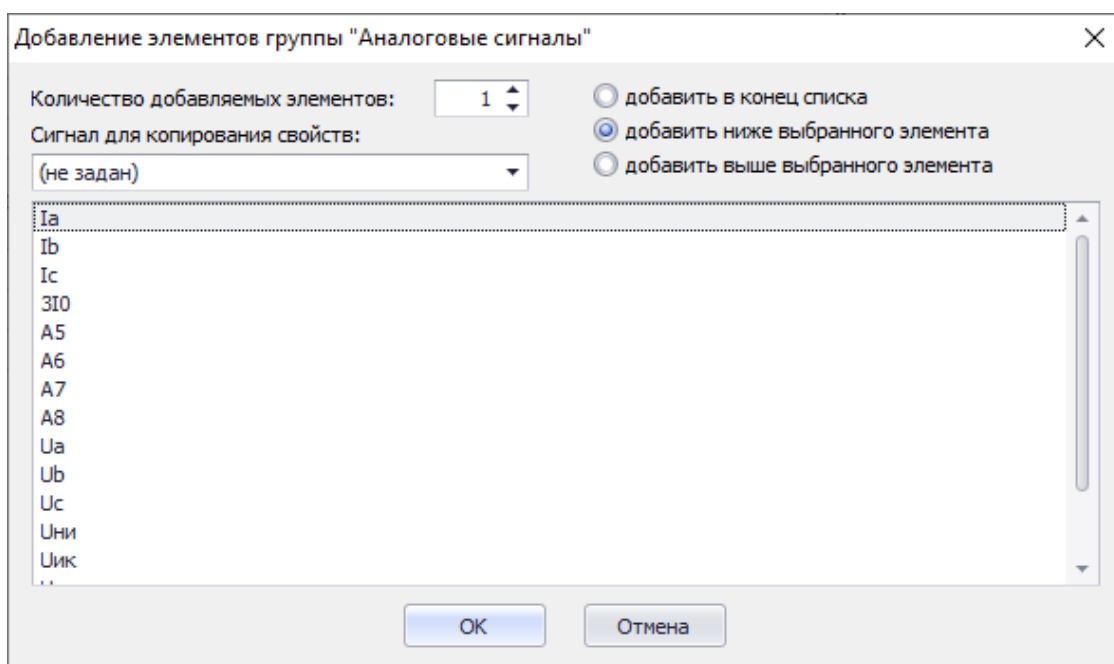 Добавление элементов группы "Аналоговые сигналы"
Количество добавляемых элементов: 1
Сигнал для копирования свойств:
(не задан)
добавить в конец списка
добавить ниже выбранного элемента
добавить выше выбранного элемента
Ia
Ib
Ic
3I0
A5
A6
A7
A8
Ua
Ub
Uc
Uни
Uик
OK
Отмена